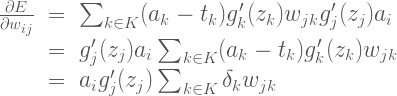 ∂E/∂w_{ij} = ∑_{k∈K}(a_k − t_k)g′_k(z_k)w_{jk}g′_j(z_j)a_i
= g′_j(z_j)a_i ∑_{k∈K}(a_k − t_k)g′_k(z_k)w_{jk}
= a_i g′_j(z_j) ∑_{k∈K} δ_k w_{jk}